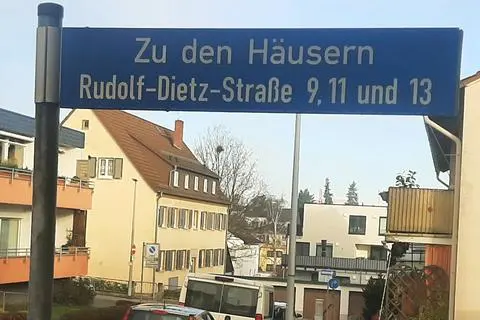 Zu den Häusern
Rudolf-Dietz-Straße 9, 11 und 13